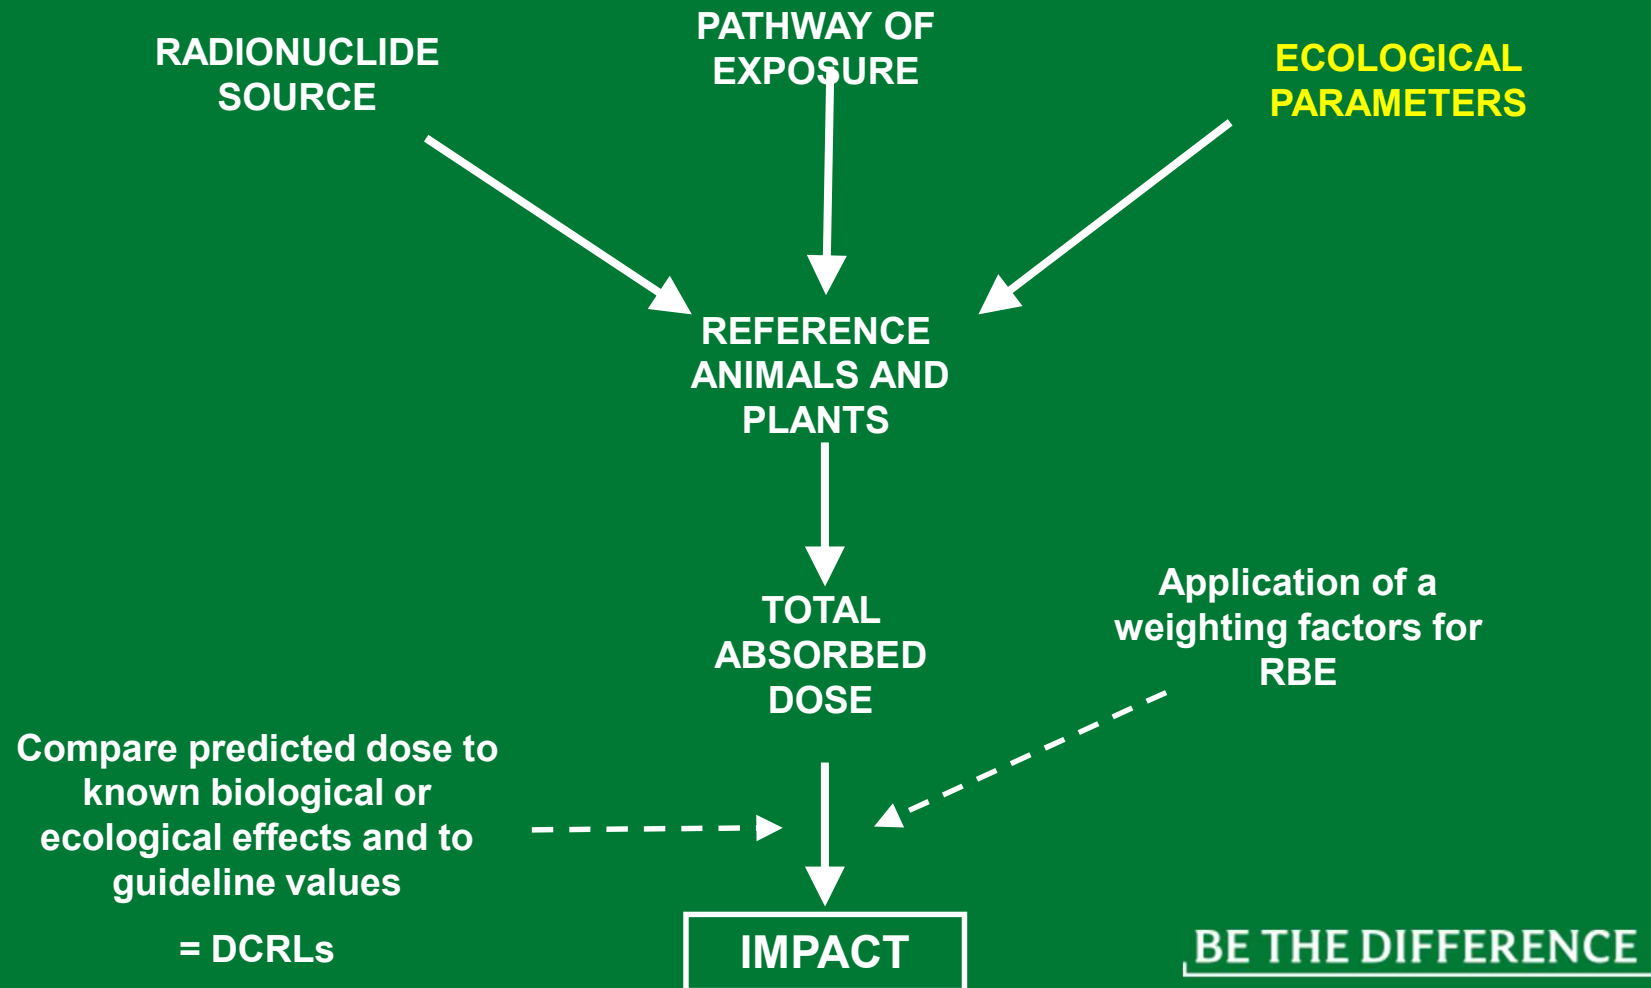 RADIONUCLIDE
SOURCE
PATHWAY OF
EXPOSURE
ECOLOGICAL
PARAMETERS
REFERENCE
ANIMALS AND
PLANTS
TOTAL
ABSORBED
DOSE
Application of a
weighting factors for
RBE
Compare predicted dose to
known biological or
ecological effects and to
guideline values
= DCRLs
IMPACT
BE THE DIFFERENCE